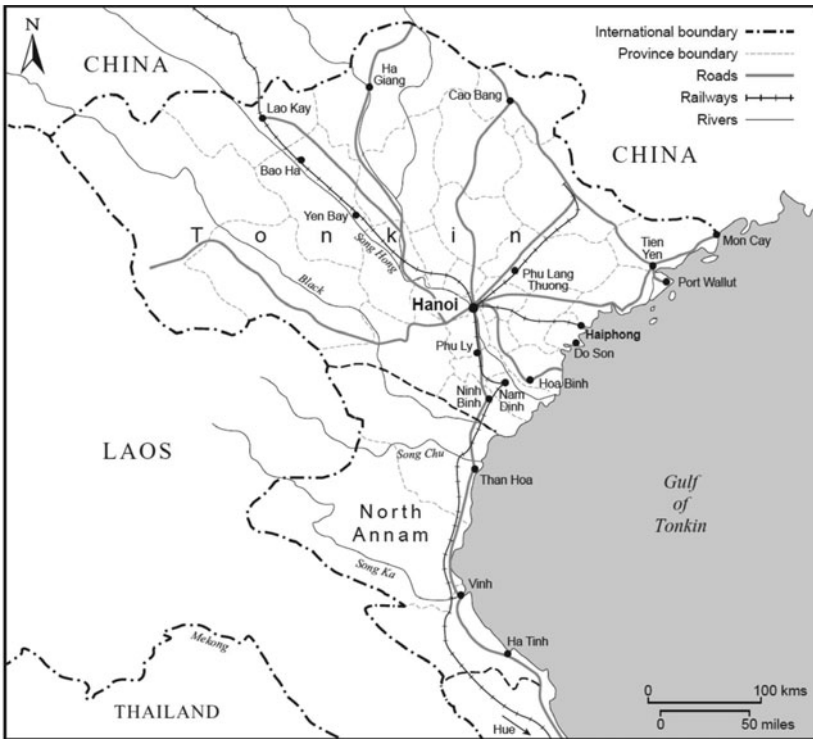 N
CHINA
International boundary
Province boundary
Roads
Railways
Rivers
Ha
Giang
Cao Bang
Lao Kay
CHINA
Bao Ha
Yen Bay
Tonkin
Song Hong
Mon Cay
Tien
Yen
Port Wallut
Phu Lang
Thuong
Black
Hanoi
Haiphong
Do Son
Phu Ly
Hoa Binh
Ninh
Binh
Nam
Dinh
LAOS
Song Chu
Than Hoa
Gulf
of
Tonkin
North
Annam
Song Ka
Vinh
Ha Tinh
Mekong
THAILAND
Hue
0 100 kms
0 50 miles